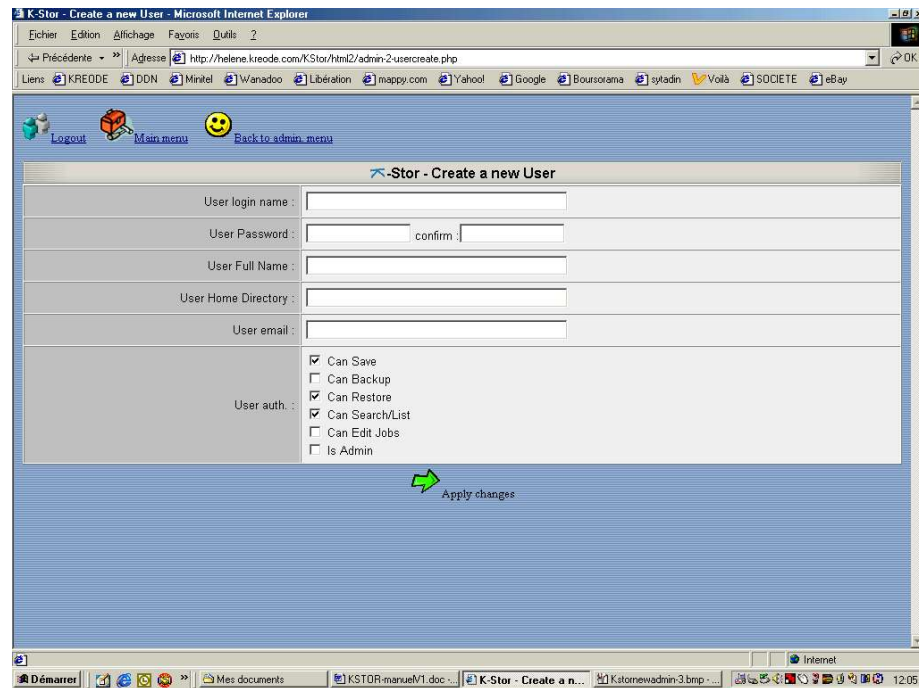 K-Stor - Create a new User - Microsoft Internet Explorer
Fichier Edition Affichage Favoris Outils ?
Précédente » Adresse http://helene.kreode.com/KStor/html2/admin-2-usercreate.php OK
Liens KREODE DDN Minitel Wanadoo Libération mappy.com Yahoo! Google Boursorama sytadin Voilà SOCIETE eBay
Logout Main menu Back to admin. menu
K-Stor - Create a new User
User login name :
User Password : confirm :
User Full Name :
User Home Directory :
User email :
User auth. :
Can Save
Can Backup
Can Restore
Can Search/List
Can Edit Jobs
Is Admin
Apply changes
Internet
Démarrer » Mes documents KSTOR-manuelV1.doc -... K-Stor - Create a n... Kstornewadmin-3.bmp - ... 12:05